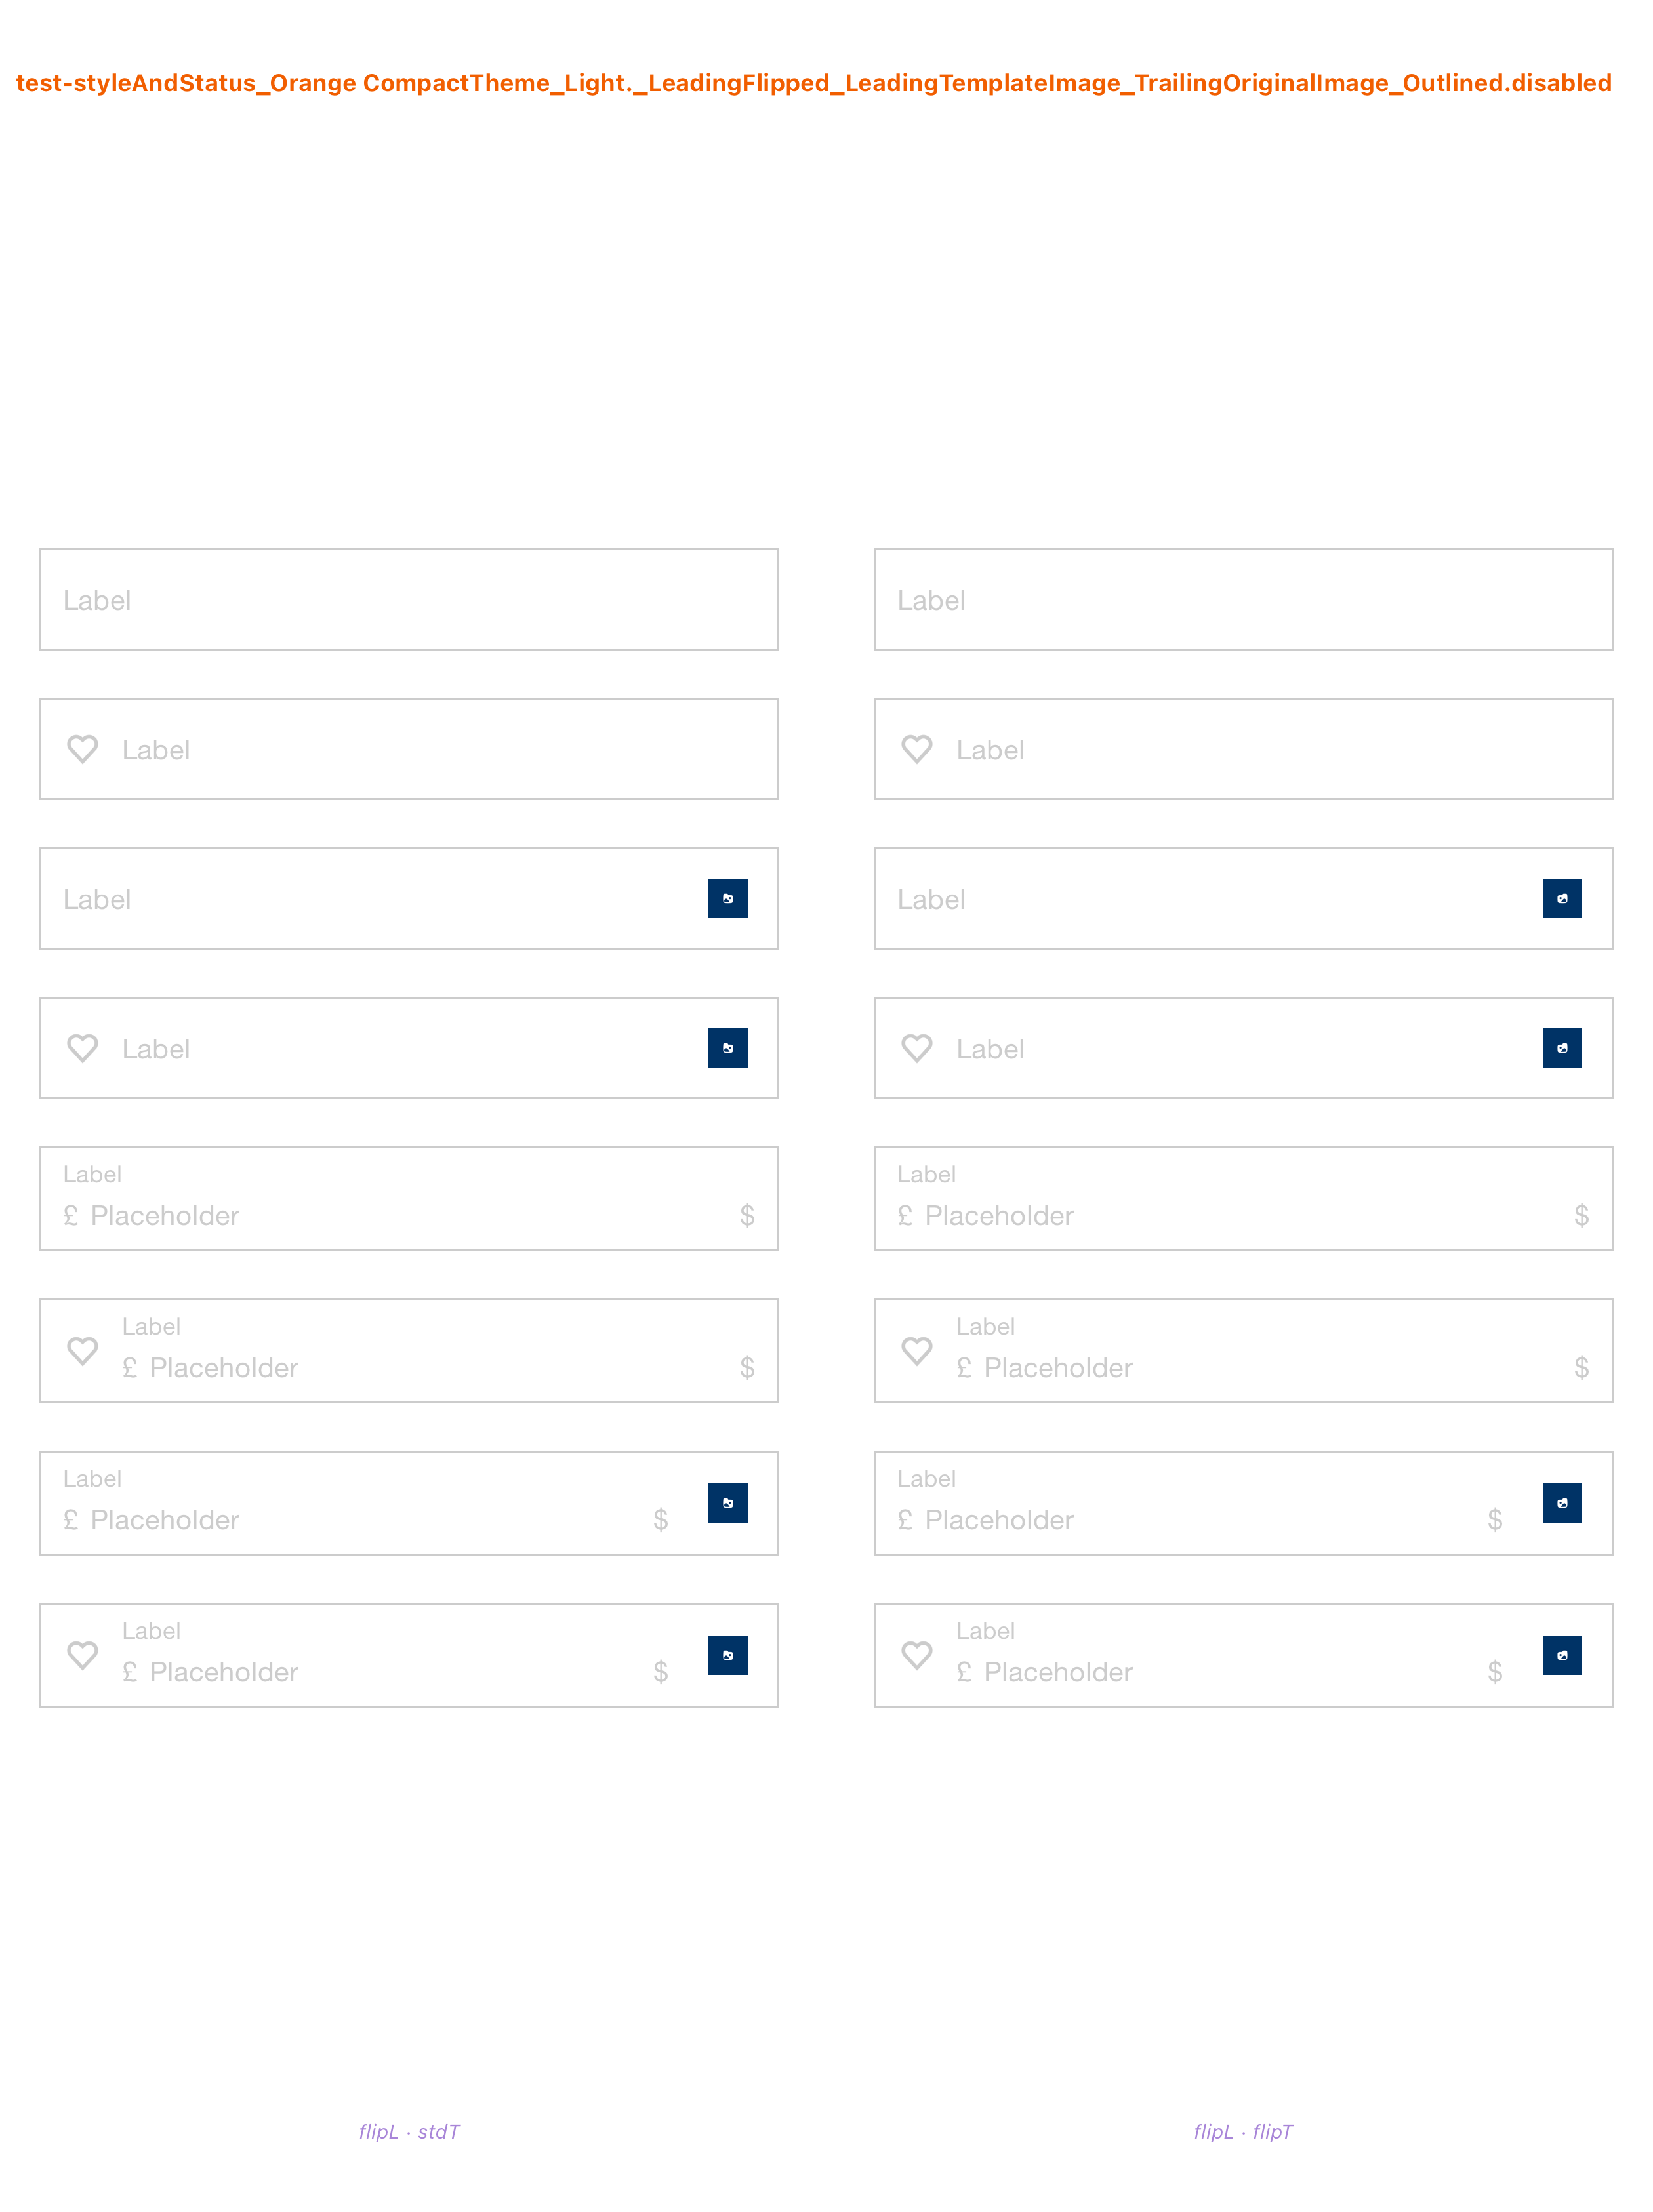 test-styleAndStatus_Orange CompactTheme_Light._LeadingFlipped_LeadingTemplateImage_TrailingOriginalImage_Outlined.disabled
Label
Label
Label
Label
Label
Label
Label
Label
Label
Label
£ Placeholder $
£ Placeholder $
Label
Label
£ Placeholder $
£ Placeholder $
Label
Label
£ Placeholder $
£ Placeholder $
Label
Label
£ Placeholder $
£ Placeholder $
flipL · stdT
flipL · flipT